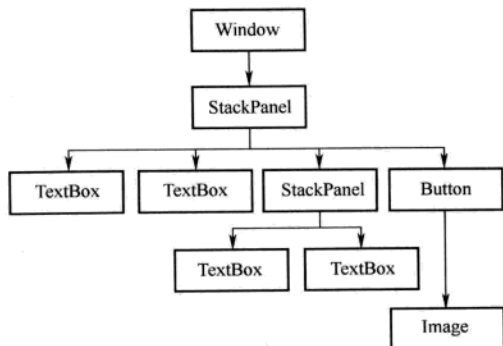 Window
StackPanel
TextBox
TextBox
StackPanel
Button
TextBox
TextBox
Image